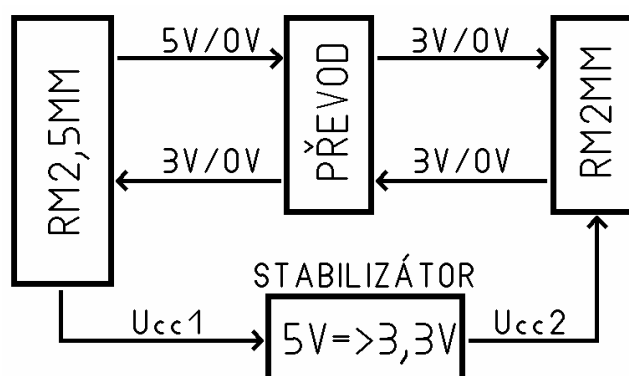 5V/0V
3V/0V
RM2,5MM
PŘEVOD
RM2MM
3V/0V
3V/0V
STABILIZÁTOR
Ucc1
5V=>3,3V
Ucc2